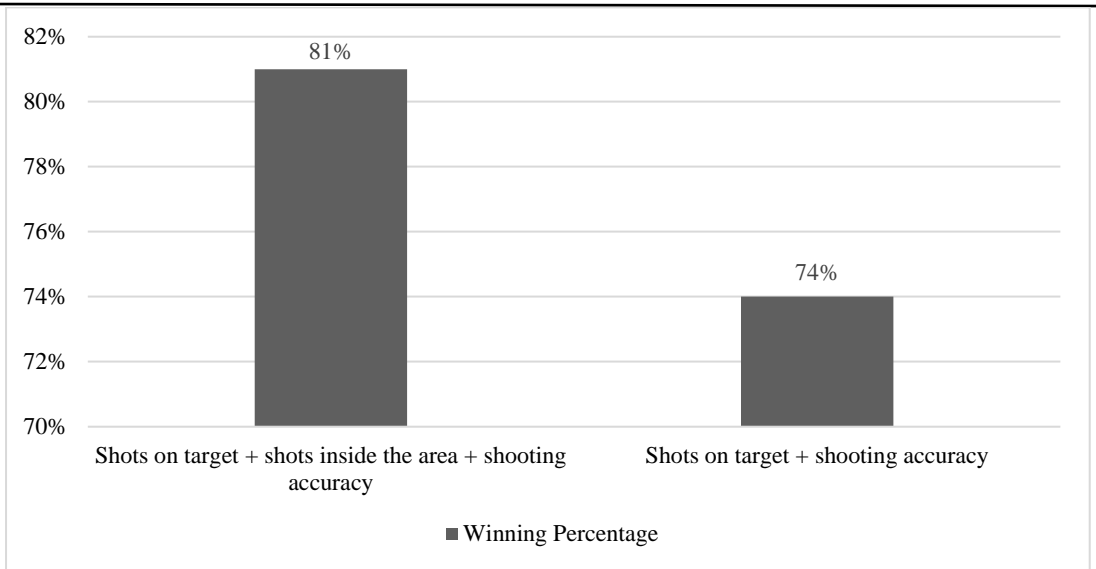 82%
81%
80%
78%
76%
74%
74%
72%
70%
Shots on target + shots inside the area + shooting
accuracy
Shots on target + shooting accuracy
Winning Percentage